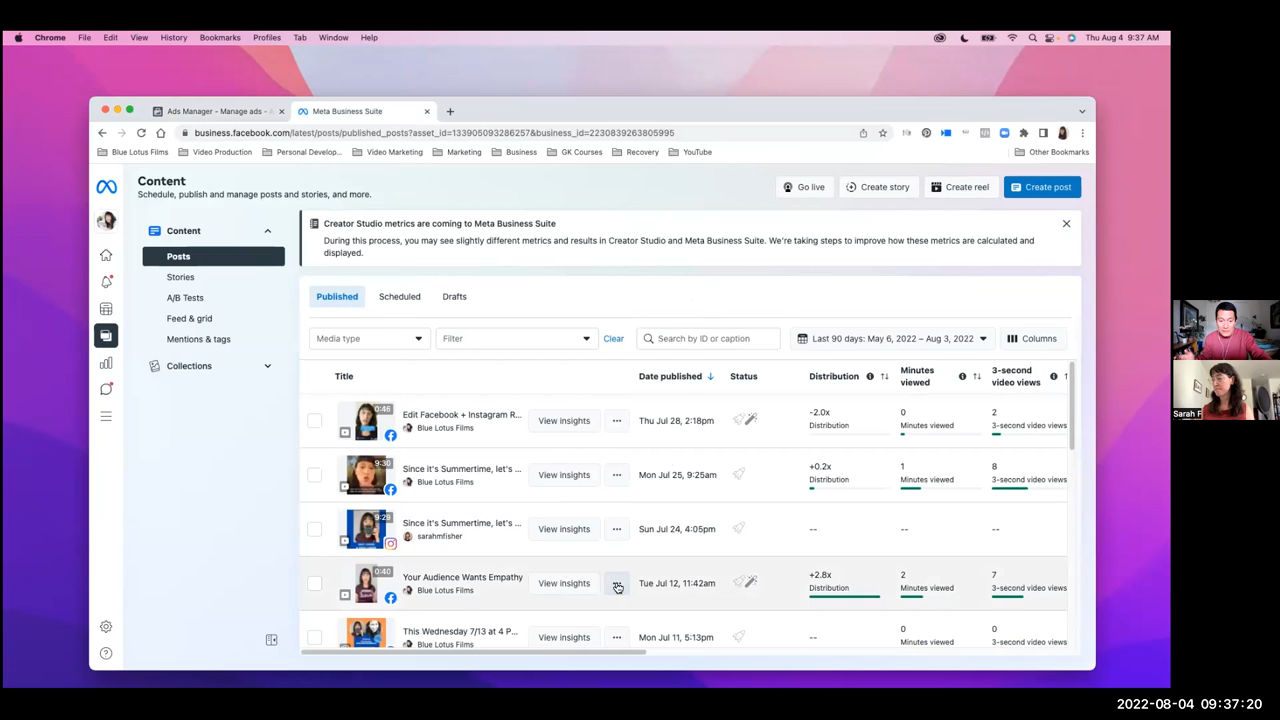 Chrome File Edit View History Bookmarks Profiles Tab Window Help Thu Aug 4 9:37 AM
Ads Manager - Manage ads - Meta Business Suite
business.facebook.com/latest/posts/published_posts?asset_id=133905093286257&business_id=2230839263805995
Blue Lotus Films Video Production Personal Develop... Video Marketing Marketing Business GK Courses Recovery YouTube Other Bookmarks
Content
Schedule, publish and manage posts and stories, and more.
Go live Create story Create reel Create post
Content
Posts
Stories
A/B Tests
Feed & grid
Mentions & tags
Collections
Creator Studio metrics are coming to Meta Business Suite
During this process, you may see slightly different metrics and results in Creator Studio and Meta Business Suite. We're taking steps to improve how these metrics are calculated and
displayed.
Published Scheduled Drafts
Media type Filter Clear Search by ID or caption Last 90 days: May 6, 2022 – Aug 3, 2022 Columns
Title Date published Status Distribution Minutes viewed 3-second video views
0:46 Edit Facebook + Instagram R... View insights Thu Jul 28, 2:18pm -2.0x 0 2
Blue Lotus Films Distribution Minutes viewed 3-second video views
9:30 Since it's Summertime, let's ... View insights Mon Jul 25, 9:25am +0.2x 1 8
Blue Lotus Films Distribution Minutes viewed 3-second video views
Since it's Summertime, let's ... View insights Sun Jul 24, 4:05pm -- -- --
sarahmfisher
0:40 Your Audience Wants Empathy View insights Tue Jul 12, 11:42am +2.8x 2 7
Blue Lotus Films Distribution Minutes viewed 3-second video views
This Wednesday 7/13 at 4 P... View insights Mon Jul 11, 5:13pm -- 0 0
Blue Lotus Films Minutes viewed 3-second video views
Sarah F
2022-08-04 09:37:20